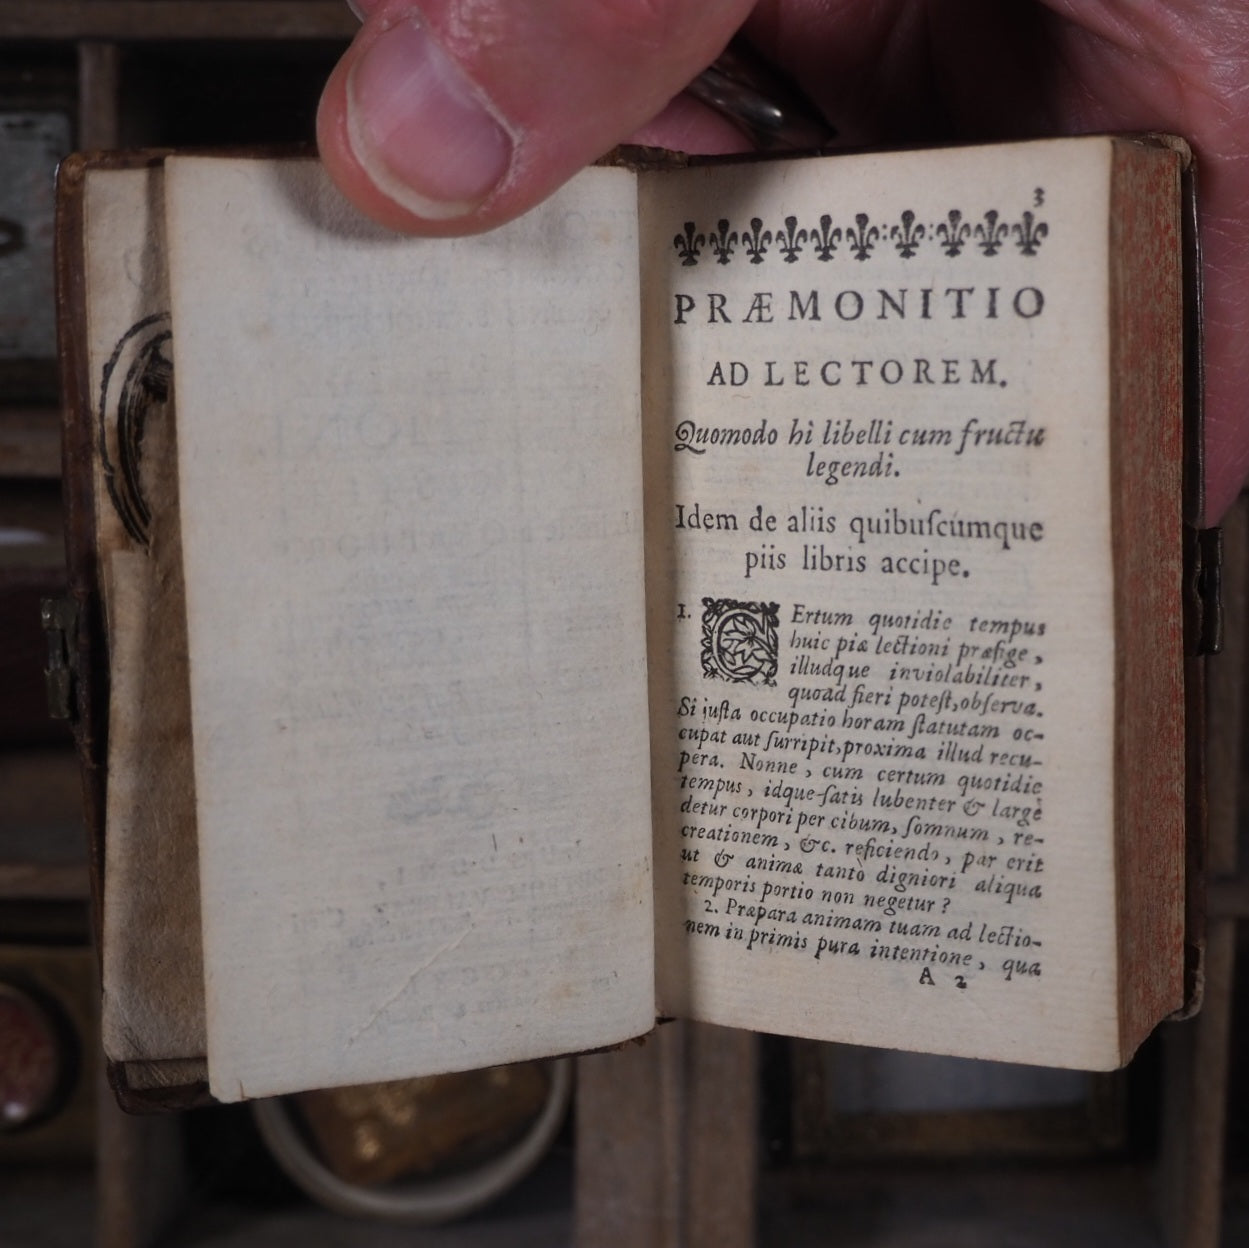 3
PRÆMONITIO
AD LECTOREM.
Quomodo hi libelli cum fructu
legendi.
Idem de aliis quibuſcumque
piis libris accipe.
1. CErtum quotidie tempus
huic piæ lectioni præfige,
illudque inviolabiliter,
quoad fieri poteſt, obſerva.
Si juſta occupatio horam ſtatutam oc-
cupat aut ſurripit, proxima illud recu-
pera. Nonne, cum certum quotidie
tempus, idque ſatis lubenter & largè
detur corpori per cibum, ſomnum, re-
creationem, &c. reficiendo, par erit
ut & animæ tantò digniori aliqua
temporis portio non negetur?
2. Præpara animam tuam ad lectio-
nem in primis pura intentione, qua
A 2